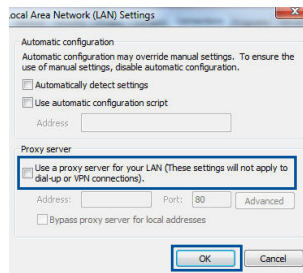 Local Area Network (LAN) Settings
Automatic configuration
Automatic configuration may override manual settings. To ensure the
use of manual settings, disable automatic configuration.
Automatically detect settings
Use automatic configuration script
Address
Proxy server
Use a proxy server for your LAN (These settings will not apply to
dial-up or VPN connections).
Address: Port: 80 Advanced
Bypass proxy server for local addresses
OK Cancel